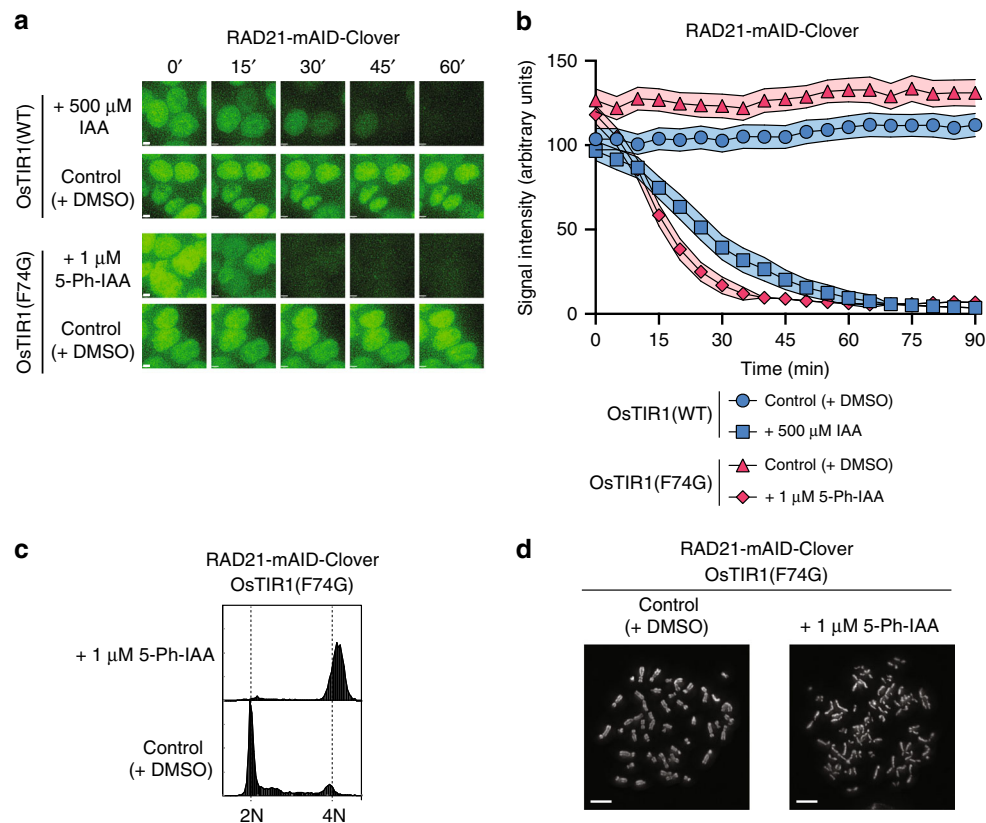 a
RAD21-mAID-Clover
0′ 15′ 30′ 45′ 60′
OsTIR1(WT)
+ 500 μM
IAA
Control
(+ DMSO)
OsTIR1(F74G)
+ 1 μM
5-Ph-IAA
Control
(+ DMSO)
b
RAD21-mAID-Clover
Signal intensity (arbitrary units)
150
100
50
0
0 15 30 45 60 75 90
Time (min)
OsTIR1(WT)
Control (+ DMSO)
+ 500 μM IAA
OsTIR1(F74G)
Control (+ DMSO)
+ 1 μM 5-Ph-IAA
c
RAD21-mAID-Clover
OsTIR1(F74G)
+ 1 μM 5-Ph-IAA
Control
(+ DMSO)
2N 4N
d
RAD21-mAID-Clover
OsTIR1(F74G)
Control
(+ DMSO)
+ 1 μM 5-Ph-IAA